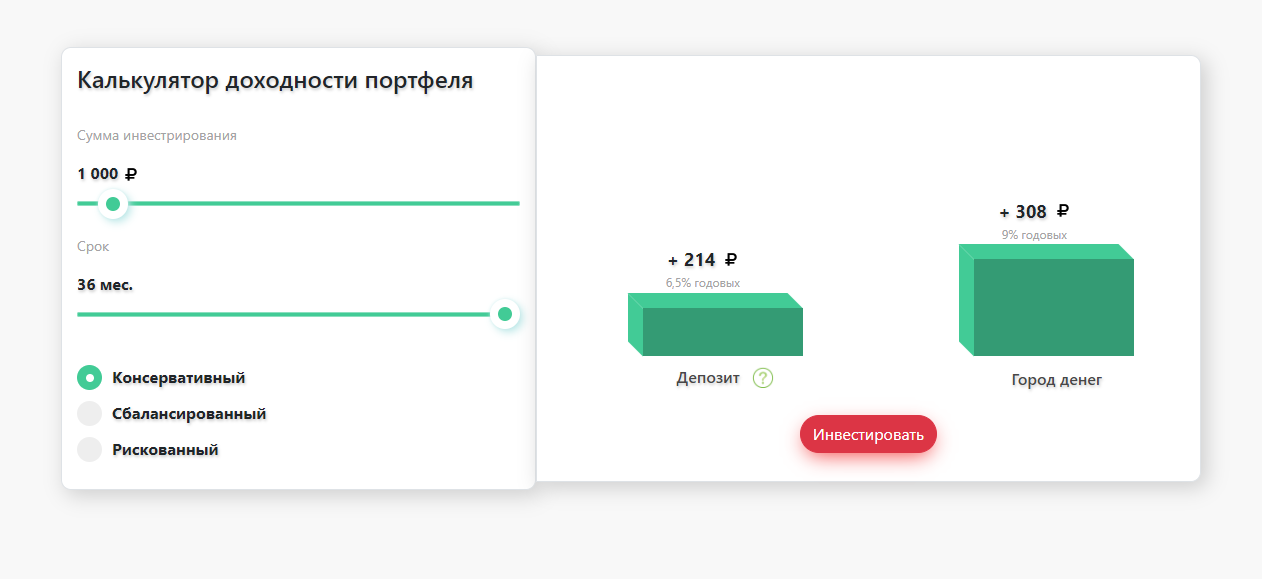 Калькулятор доходности портфеля
Сумма инвестрирования
1 000 ₽
Срок
36 мес.
Консервативный
Сбалансированный
Рискованный
+ 308 ₽
9% годовых
+ 214 ₽
6,5% годовых
Депозит ?
Город денег
Инвестировать